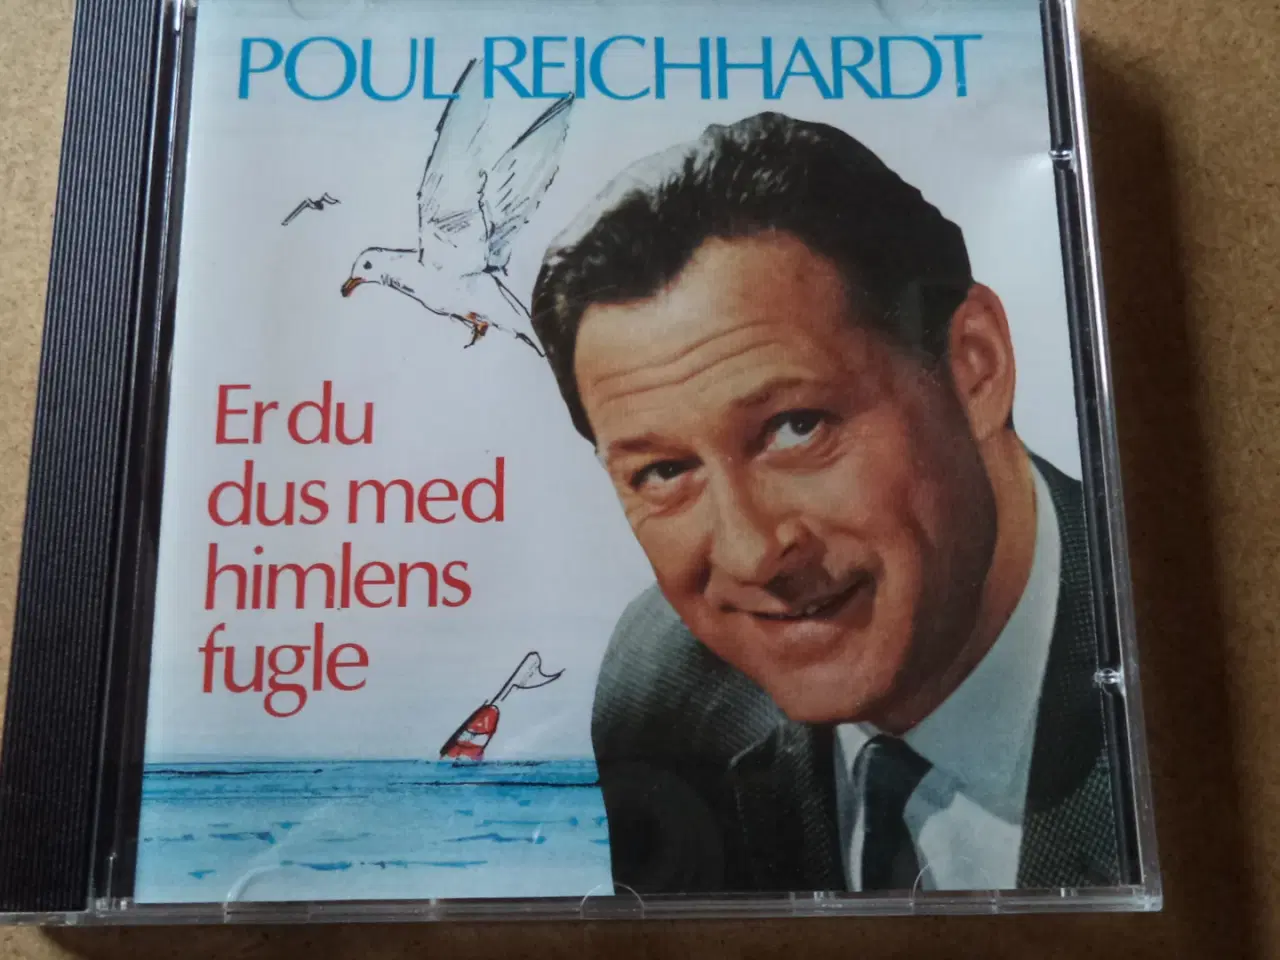 POUL REICHHARDT
Er du
dus med
himlens
fugle